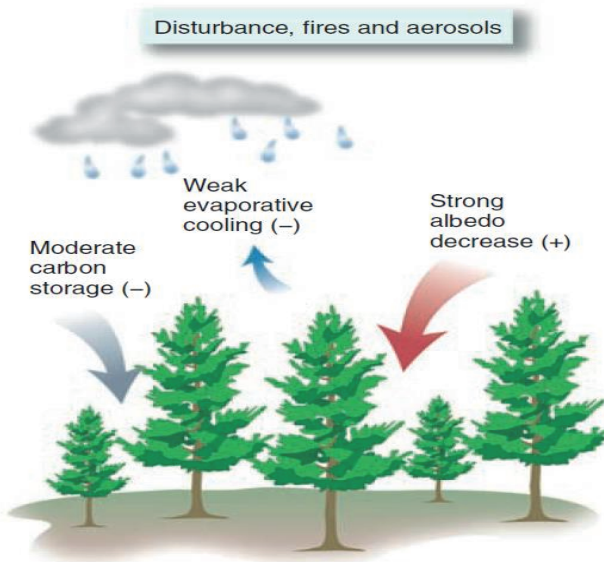 Disturbance, fires and aerosols
Weak
evaporative
cooling (–)
Strong
albedo
decrease (+)
Moderate
carbon
storage (–)